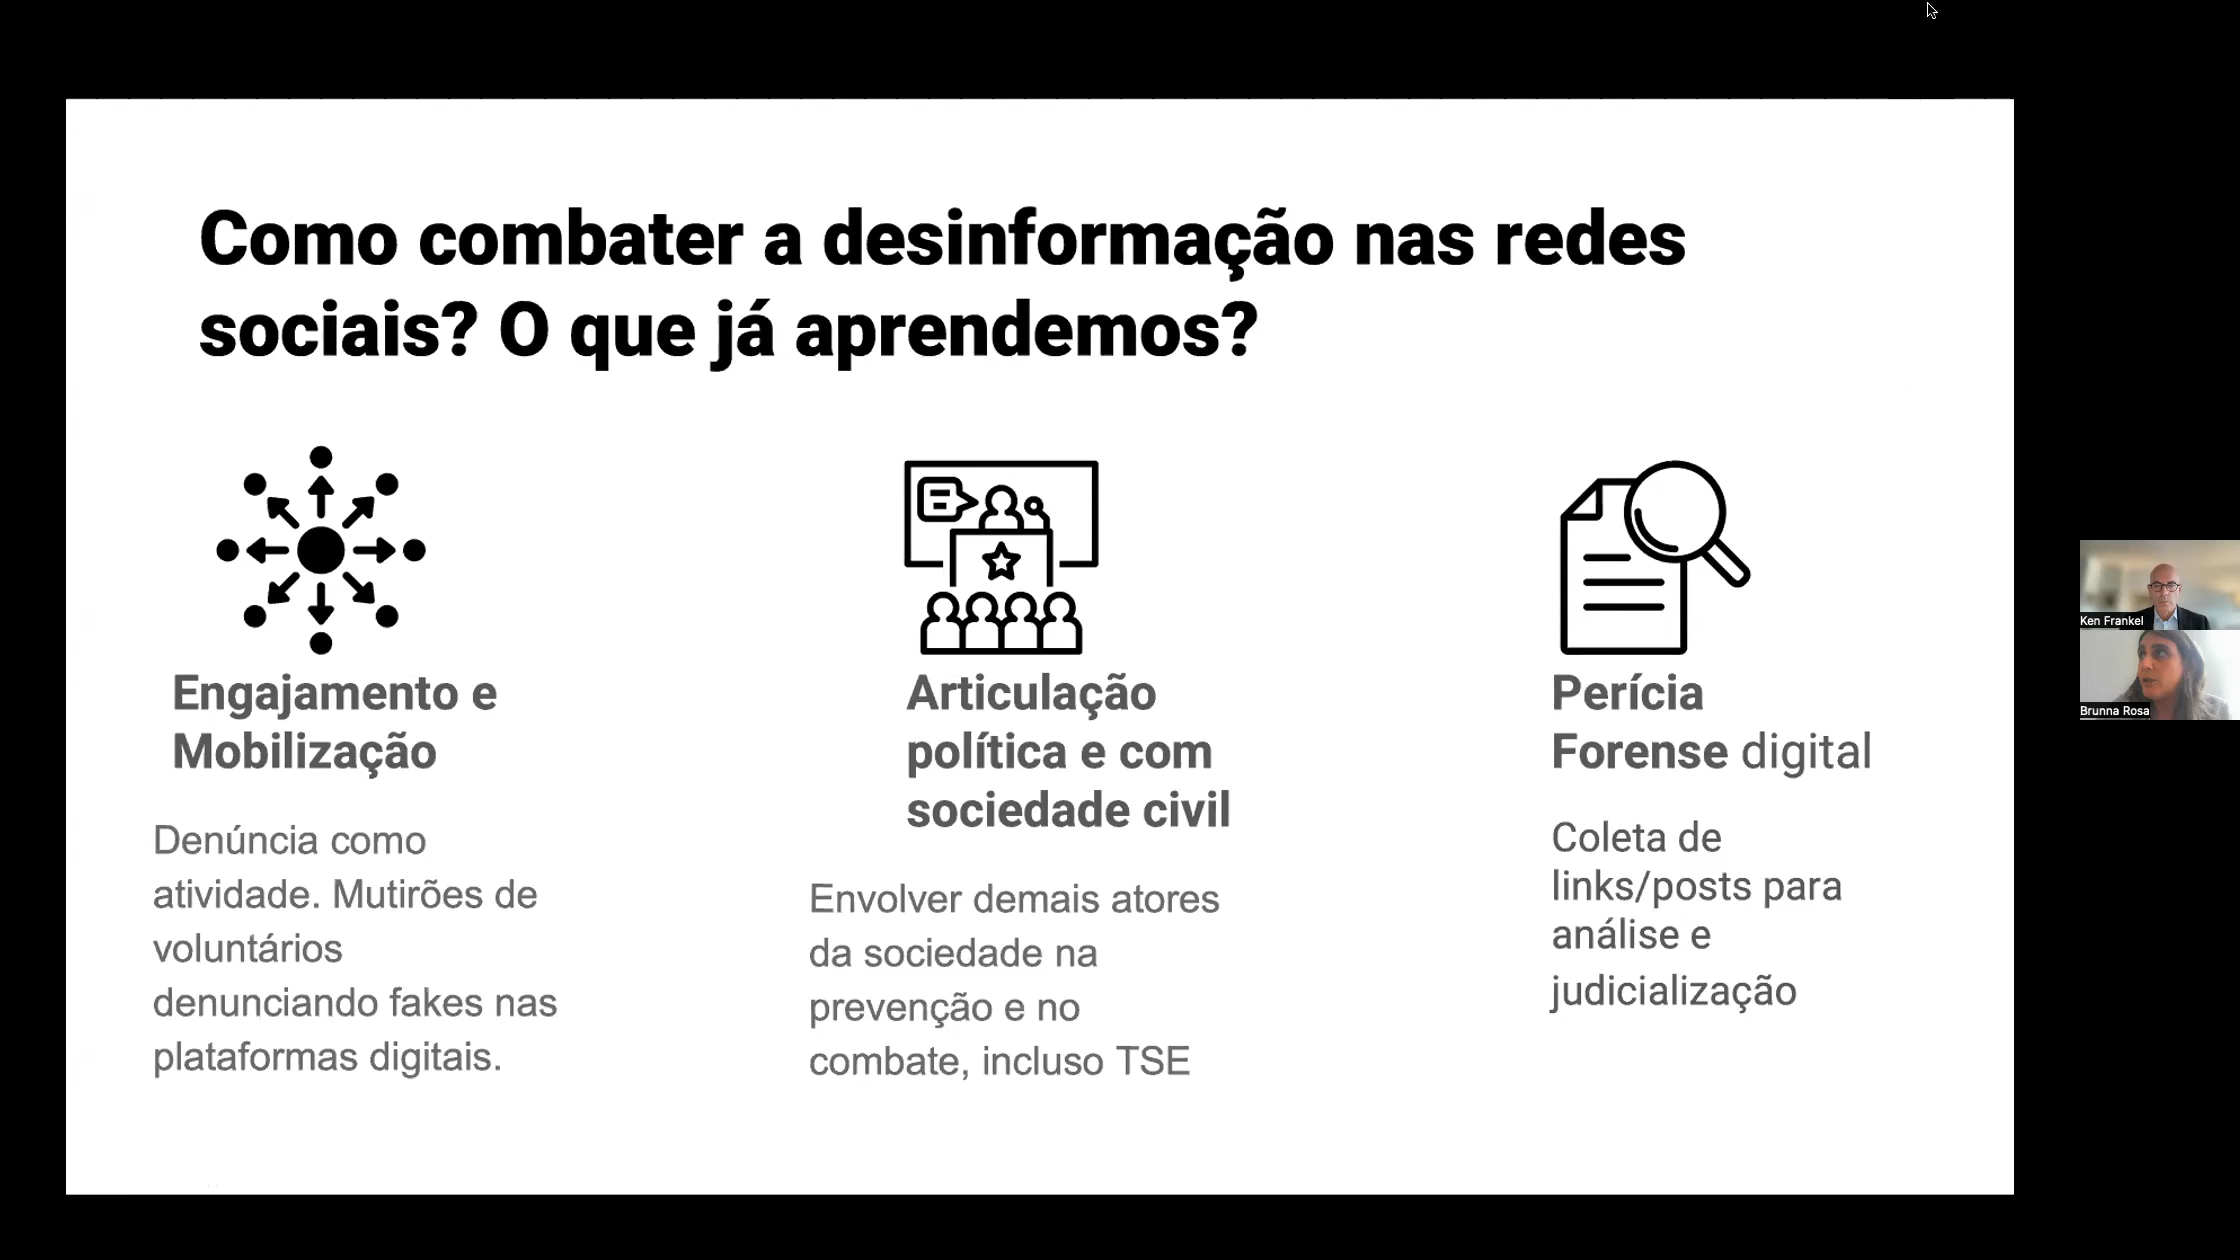 Como combater a desinformação nas redes
sociais? O que já aprendemos?
Engajamento e
Mobilização
Denúncia como
atividade. Mutirões de
voluntários
denunciando fakes nas
plataformas digitais.
Articulação
política e com
sociedade civil
Envolver demais atores
da sociedade na
prevenção e no
combate, incluso TSE
Perícia
Forense digital
Coleta de
links/posts para
análise e
judicialização
Ken Frankel
Brunna Rosa